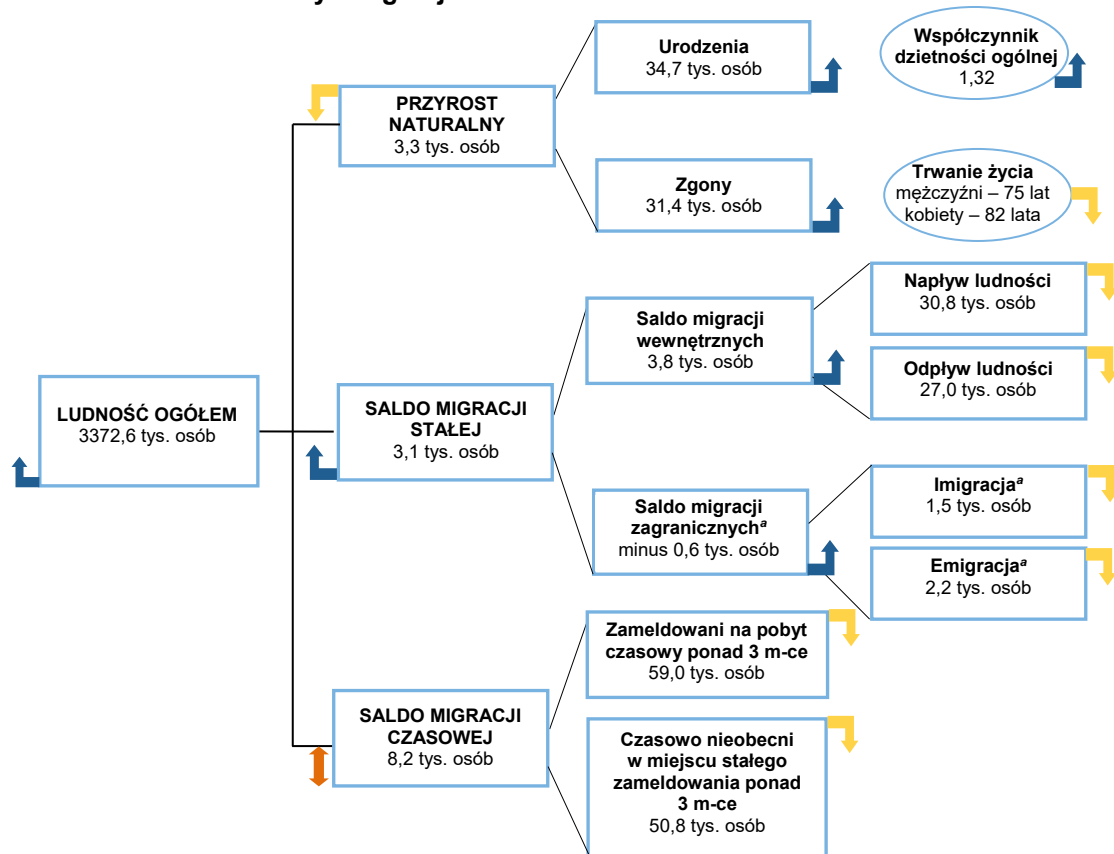 Urodzenia
34,7 tys. osób
Współczynnik
dzietności ogólnej
1,32
PRZYROST
NATURALNY
3,3 tys. osób
Zgony
31,4 tys. osób
Trwanie życia
mężczyźni – 75 lat
kobiety – 82 lata
Napływ ludności
30,8 tys. osób
Saldo migracji
wewnętrznych
3,8 tys. osób
Odpływ ludności
27,0 tys. osób
LUDNOŚĆ OGÓŁEM
3372,6 tys. osób
SALDO MIGRACJI
STAŁEJ
3,1 tys. osób
Imigracjaᵃ
1,5 tys. osób
Saldo migracji
zagranicznychᵃ
minus 0,6 tys. osób
Emigracjaᵃ
2,2 tys. osób
Zameldowani na pobyt
czasowy ponad 3 m-ce
59,0 tys. osób
SALDO MIGRACJI
CZASOWEJ
8,2 tys. osób
Czasowo nieobecni
w miejscu stałego
zameldowania ponad
3 m-ce
50,8 tys. osób